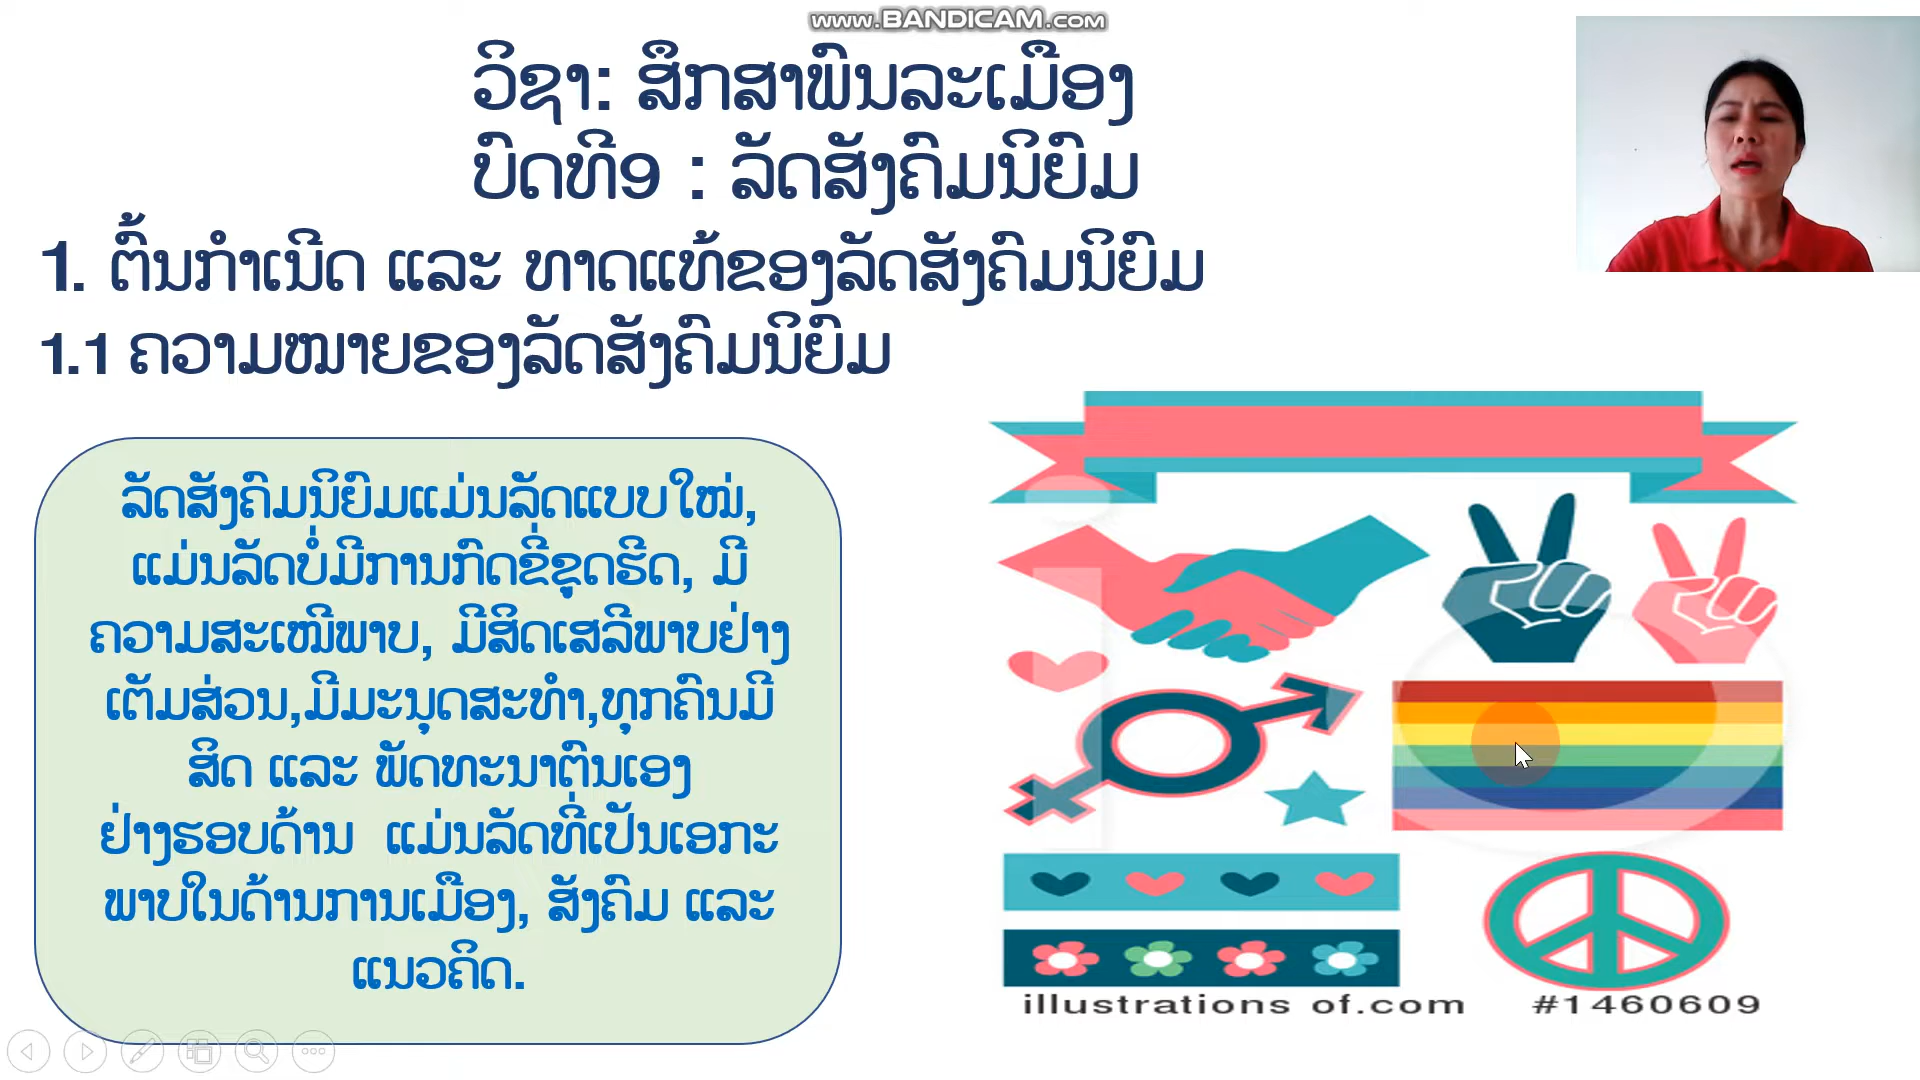 www.BANDICAM.com
ວິຊາ: ສຶກສາພົນລະເມືອງ
ບົດທີ9 : ລັດສັງຄົມນິຍົມ
1. ຕົ້ນກຳເນີດ ແລະ ທາດແທ້ຂອງລັດສັງຄົມນິຍົມ
1.1 ຄວາມໝາຍຂອງລັດສັງຄົມນິຍົມ
ລັດສັງຄົມນິຍົມແມ່ນລັດແບບໃໝ່,
ແມ່ນລັດບໍ່ມີການກົດຂີ່ຂູດຮີດ, ມີ
ຄວາມສະເໝີພາບ, ມີສິດເສລີພາບຢ່າງ
ເຕັມສ່ວນ,ມີມະນຸດສະທຳ,ທຸກຄົນມີ
ສິດ ແລະ ພັດທະນາຕົນເອງ
ຢ່າງຮອບດ້ານ ແມ່ນລັດທີ່ເປັນເອກະ
ພາບໃນດ້ານການເມືອງ, ສັງຄົມ ແລະ
ແນວຄິດ.
illustrations of.com #1460609